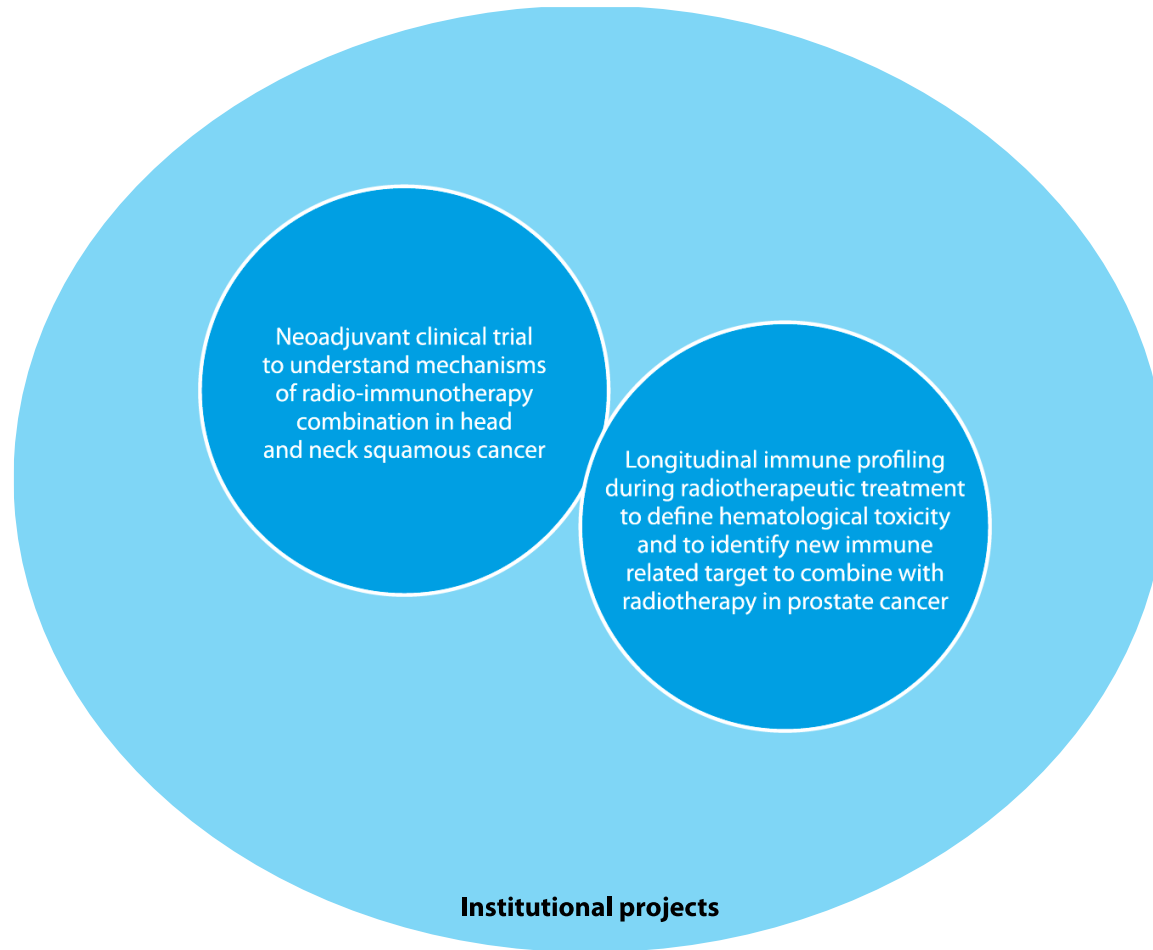 Neoadjuvant clinical trial
to understand mechanisms
of radio-immunotherapy
combination in head
and neck squamous cancer
Longitudinal immune profiling
during radiotherapeutic treatment
to define hematological toxicity
and to identify new immune
related target to combine with
radiotherapy in prostate cancer
Institutional projects